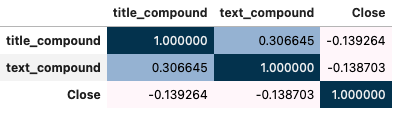 title_compound text_compound Close
title_compound 1.000000 0.306645 -0.139264
text_compound 0.306645 1.000000 -0.138703
Close -0.139264 -0.138703 1.000000